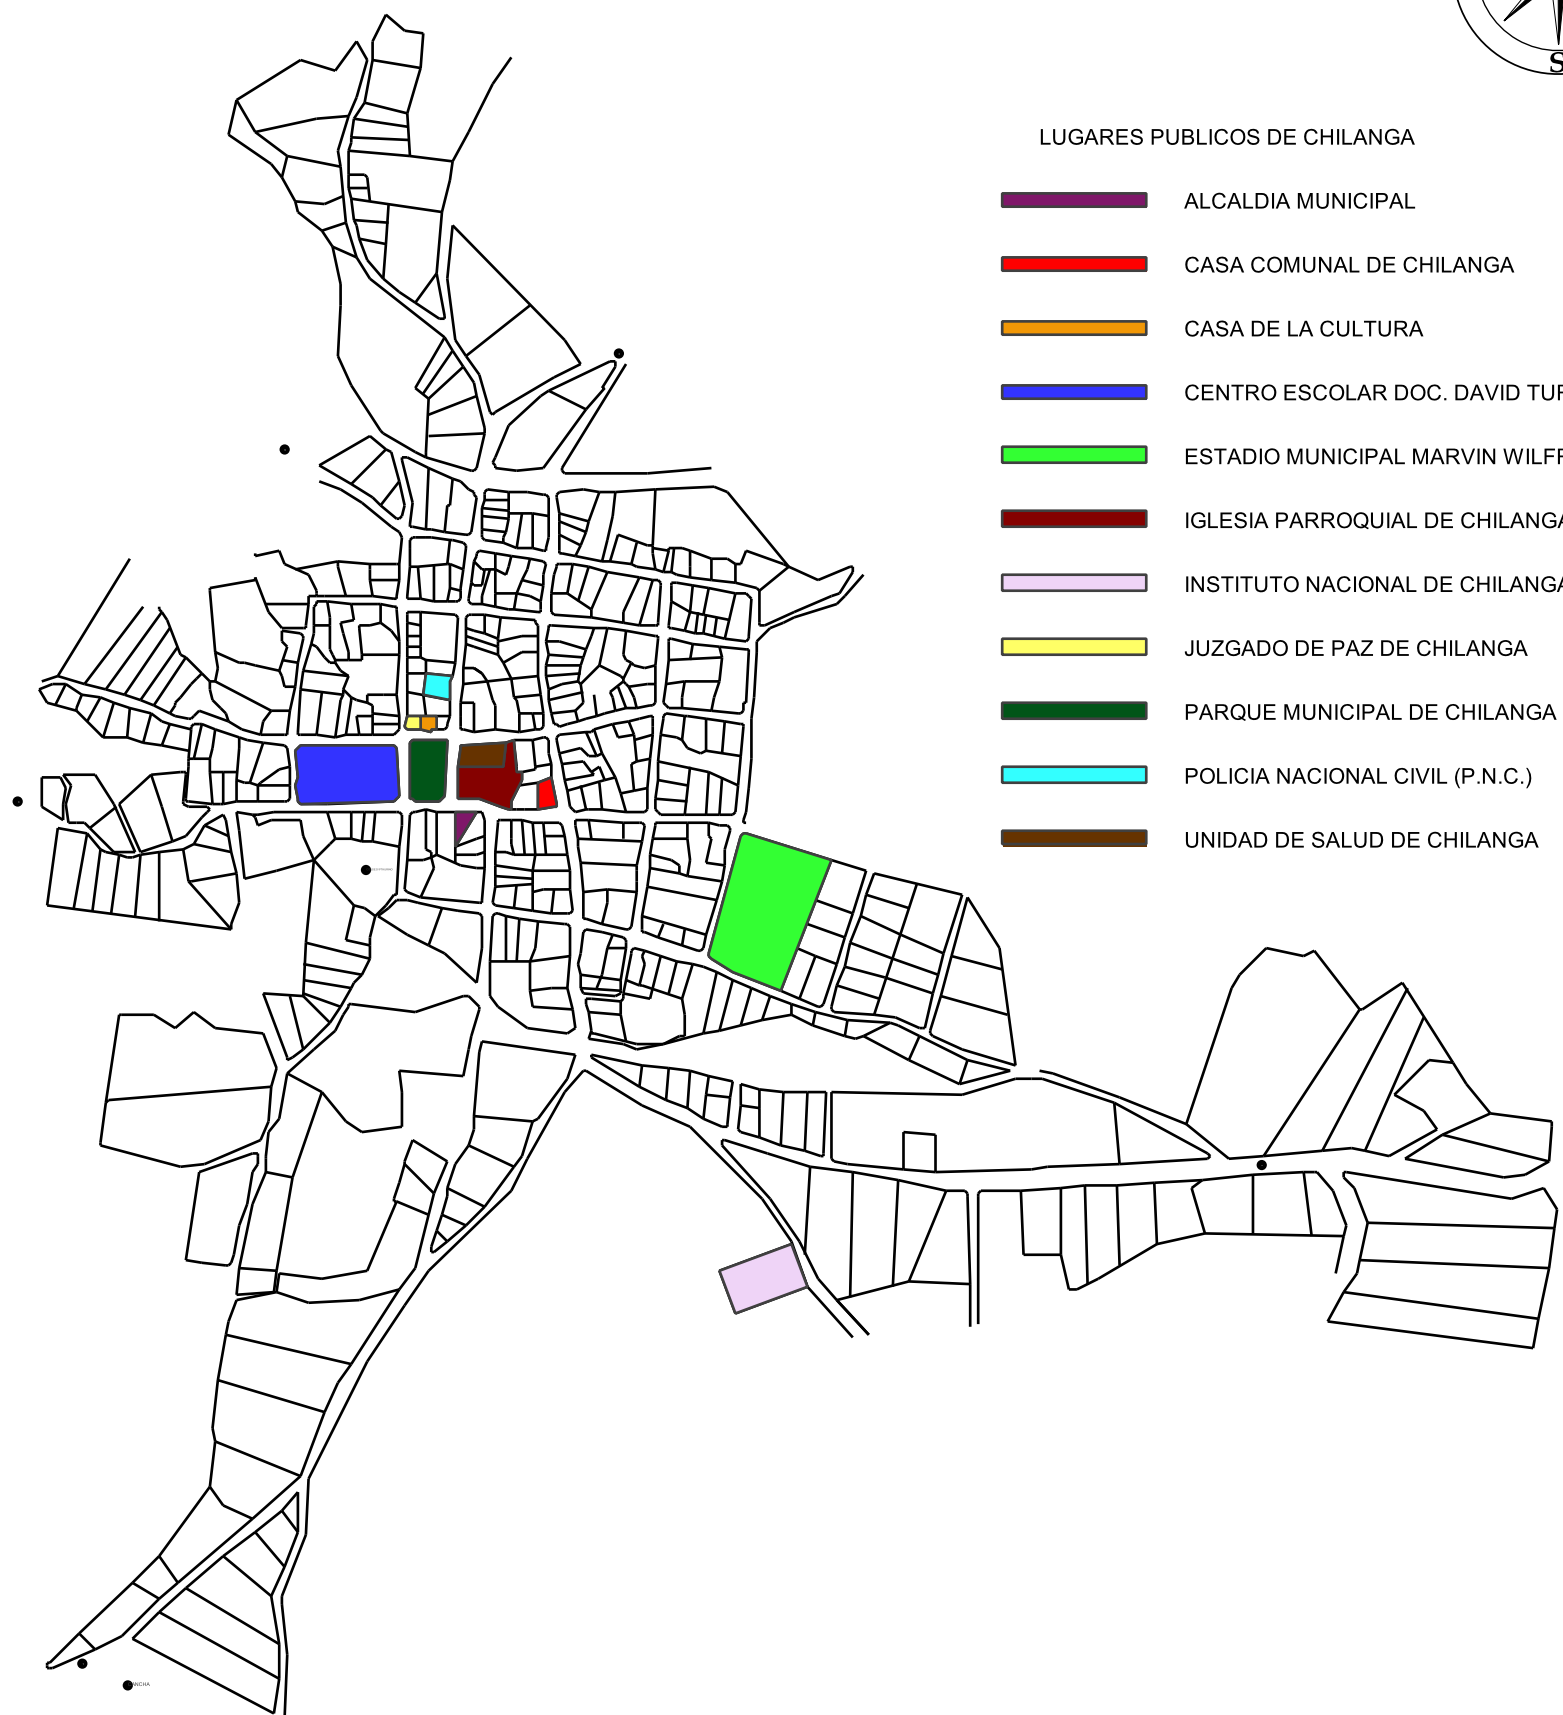 S
LUGARES PUBLICOS DE CHILANGA
ALCALDIA MUNICIPAL
CASA COMUNAL DE CHILANGA
CASA DE LA CULTURA
CENTRO ESCOLAR DOC. DAVID
ESTADIO MUNICIPAL MARVIN
IGLESIA PARROQUIAL DE CHILANGA
INSTITUTO NACIONAL DE CHILANGA
JUZGADO DE PAZ DE CHILANGA
PARQUE MUNICIPAL DE CHILANGA
POLICIA NACIONAL CIVIL (P.N.C.)
UNIDAD DE SALUD DE CHILANGA